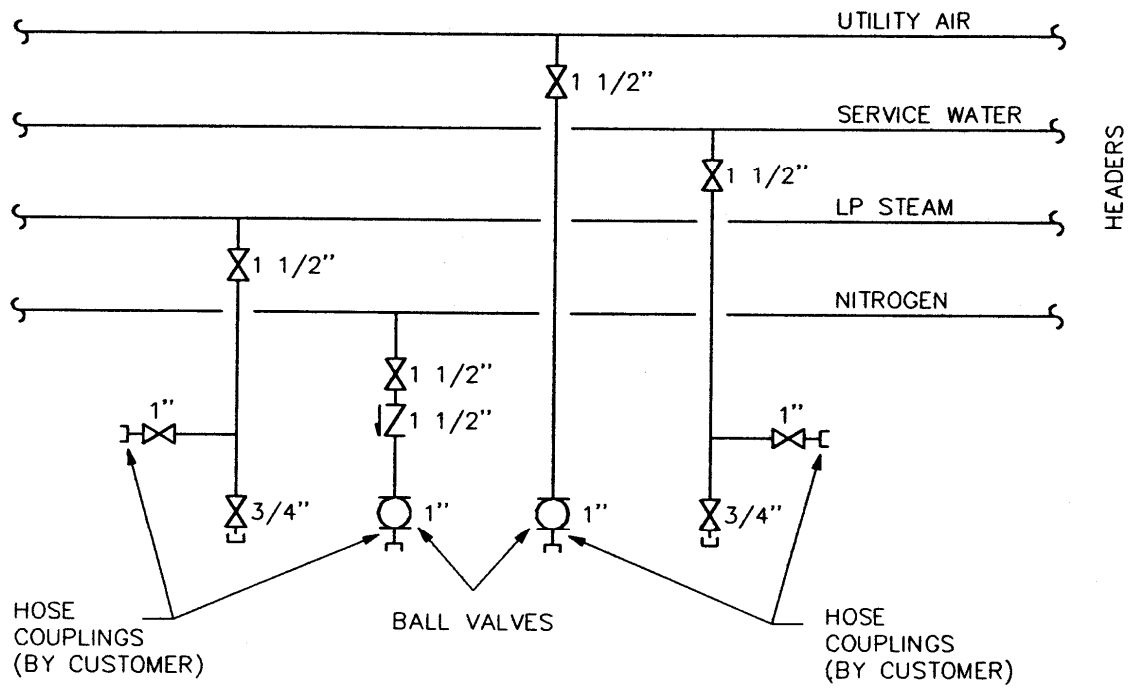 UTILITY AIR
1 1/2"
SERVICE WATER
1 1/2"
LP STEAM
1 1/2"
NITROGEN
HEADERS
1 1/2"
1"
1 1/2"
1"
3/4"
1"
1"
3/4"
HOSE
COUPLINGS
(BY CUSTOMER)
BALL VALVES
HOSE
COUPLINGS
(BY CUSTOMER)